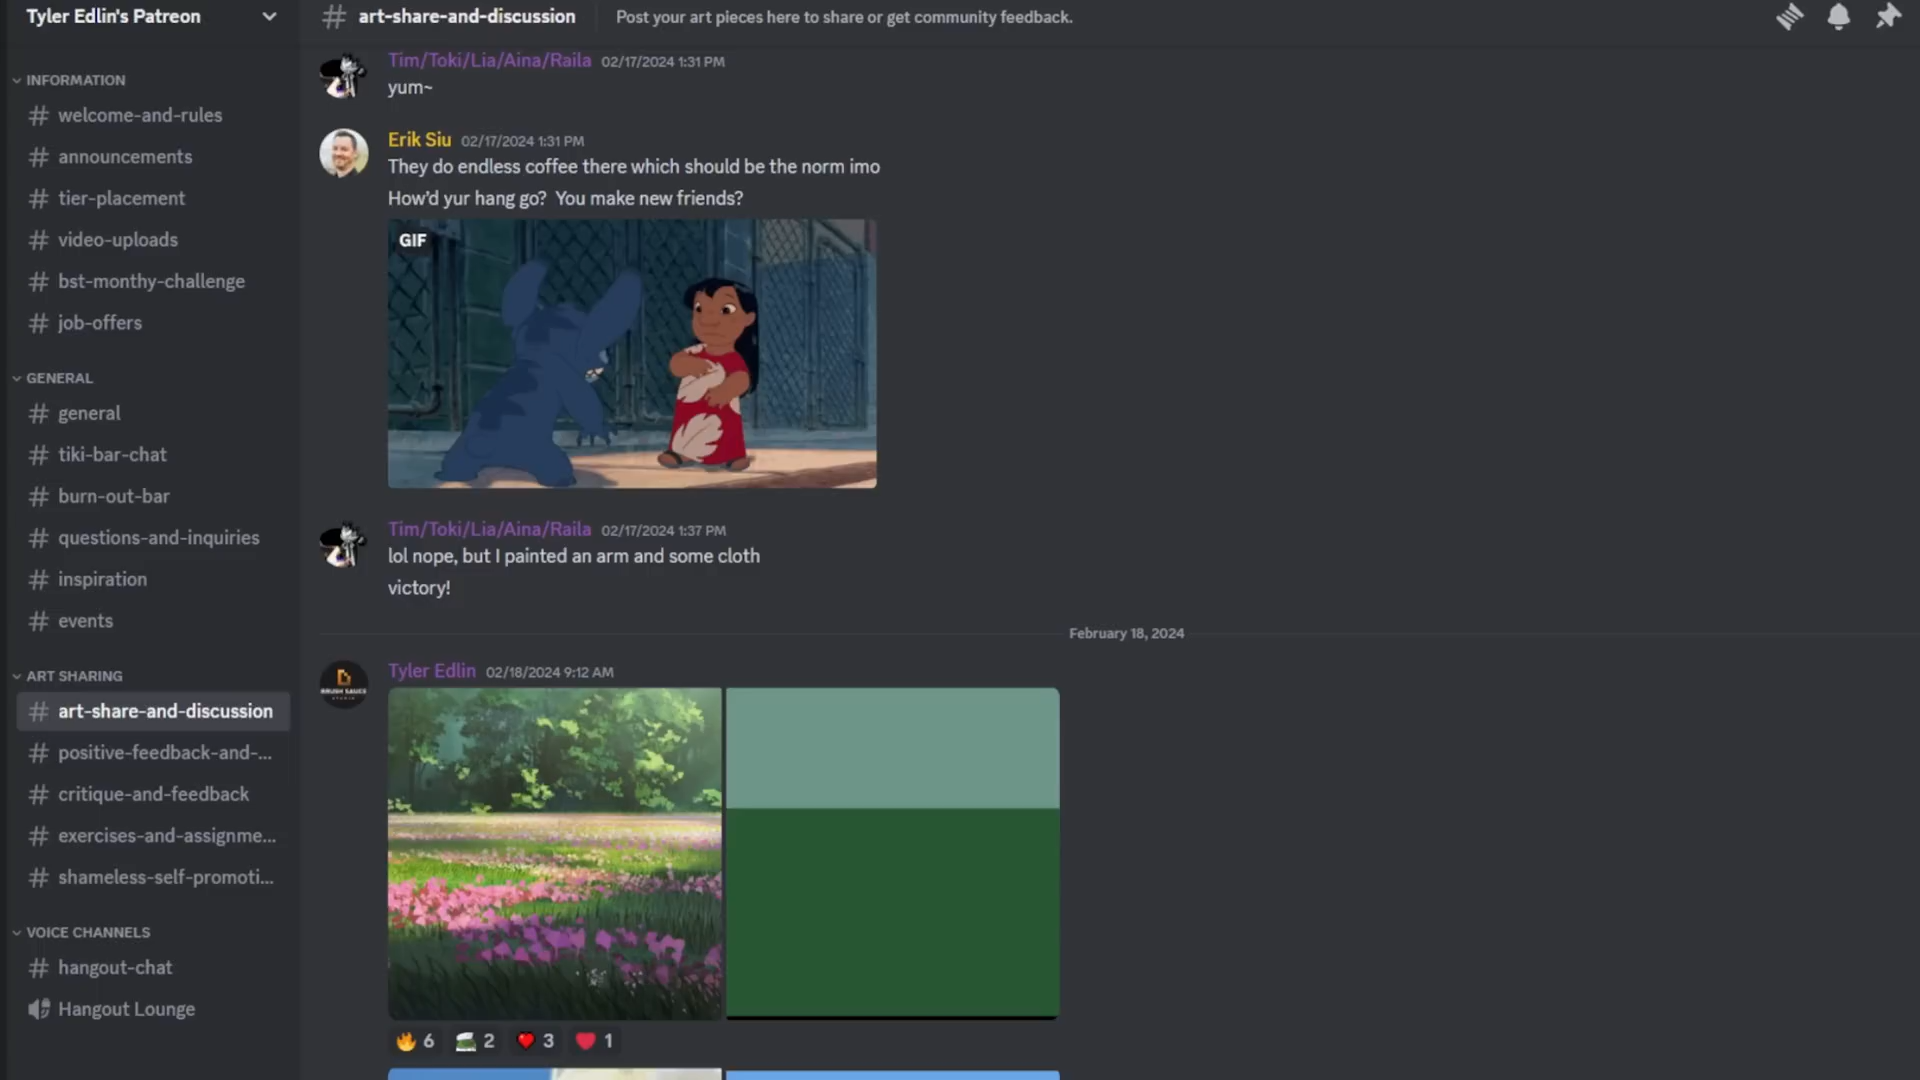 Tyler Edlin's Patreon
INFORMATION
welcome-and-rules
announcements
tier-placement
video-uploads
bst-monthy-challenge
job-offers
GENERAL
general
tiki-bar-chat
burn-out-bar
questions-and-inquiries
inspiration
events
ART SHARING
art-share-and-discussion
positive-feedback-and-...
critique-and-feedback
exercises-and-assignme...
shameless-self-promoti...
VOICE CHANNELS
hangout-chat
Hangout Lounge
art-share-and-discussion Post your art pieces here to share or get community feedback.
Tim/Toki/Lia/Aina/Raila 02/17/2024 1:31 PM
yum~
Erik Siu 02/17/2024 1:31 PM
They do endless coffee there which should be the norm imo
How'd yur hang go? You make new friends?
GIF
Tim/Toki/Lia/Aina/Raila 02/17/2024 1:37 PM
lol nope, but I painted an arm and some cloth
victory!
February 18, 2024
Tyler Edlin 02/18/2024 9:12 AM
BRUSH SAUCE
STUDIO
6 2 3 1